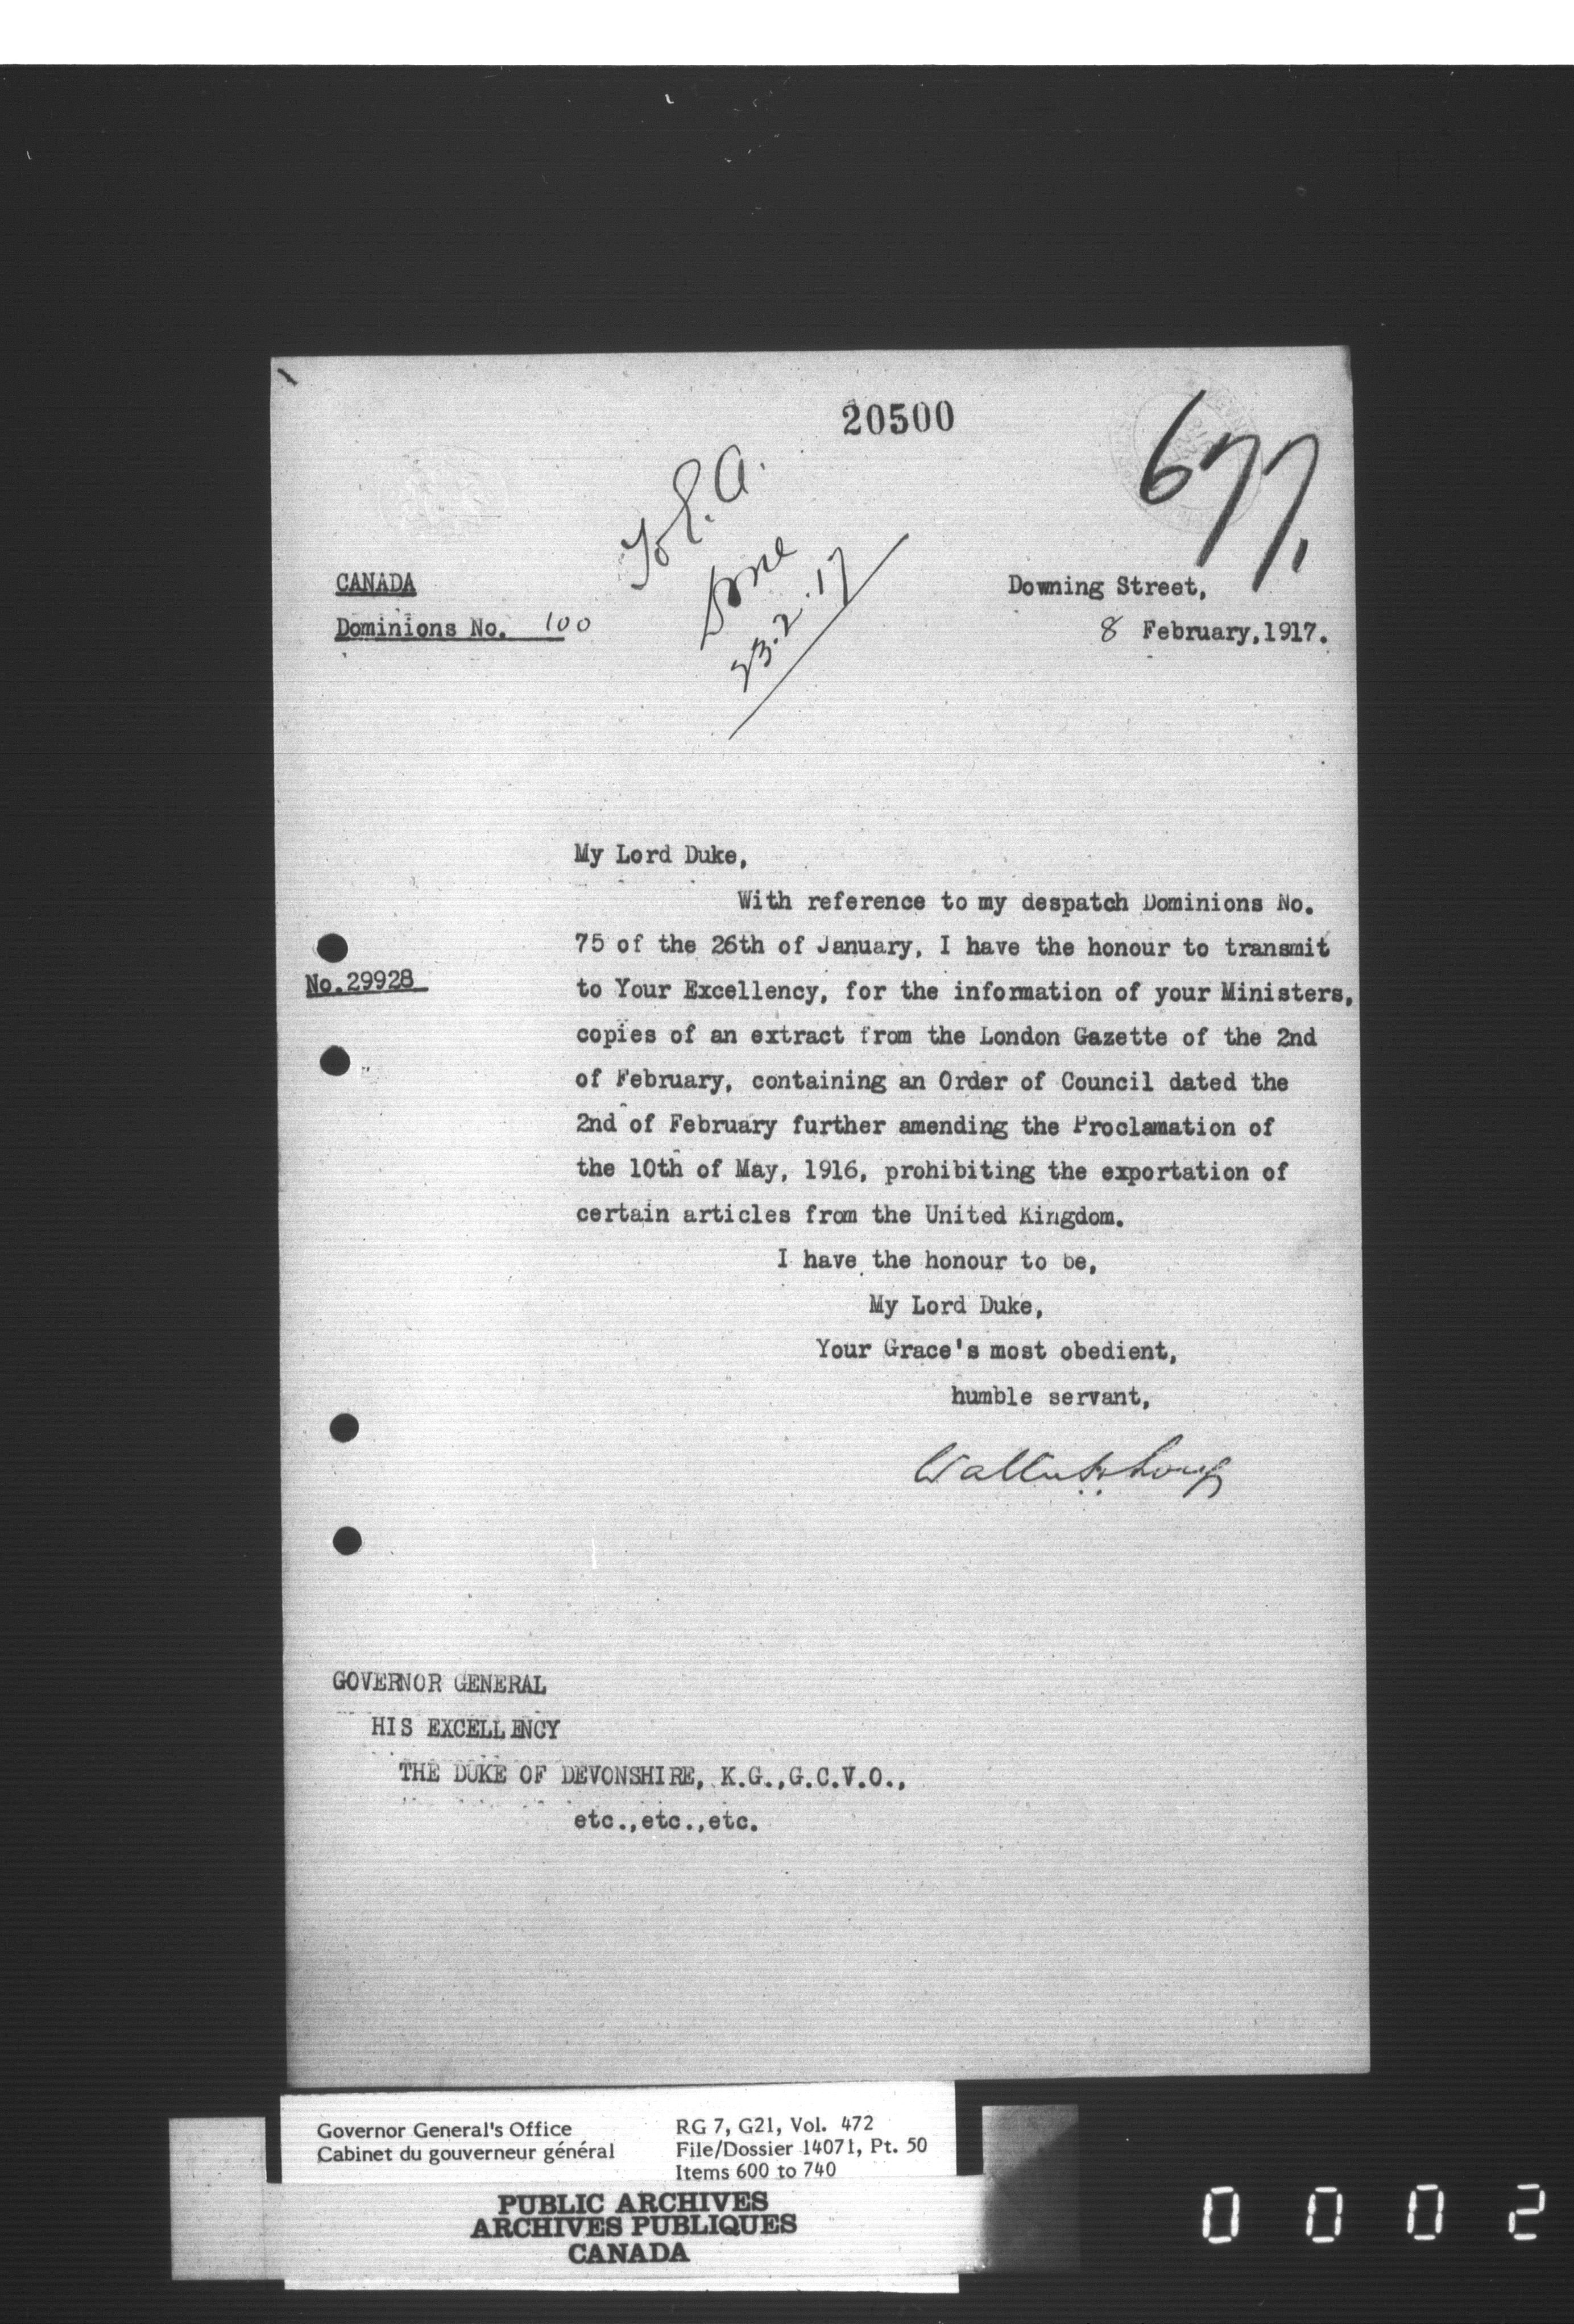 20500
677.
To E.A.
Done
23.2.17
CANADA
Dominions No. 100
Downing Street,
8 February, 1917.
My Lord Duke,
With reference to my despatch Dominions No.
75 of the 26th of January, I have the honour to transmit
No.29928
to Your Excellency, for the information of your Ministers,
copies of an extract from the London Gazette of the 2nd
of February, containing an Order of Council dated the
2nd of February further amending the Proclamation of
the 10th of May, 1916, prohibiting the exportation of
certain articles from the United Kingdom.
I have the honour to be,
My Lord Duke,
Your Grace's most obedient,
humble servant,
Walter H. Long
GOVERNOR GENERAL
HIS EXCELLENCY
THE DUKE OF DEVONSHIRE, K.G.,G.C.V.O.,
etc.,etc.,etc.
Governor General's Office
Cabinet du gouverneur général
RG 7, G21, Vol. 472
File/Dossier 14071, Pt. 50
Items 600 to 740
PUBLIC ARCHIVES
ARCHIVES PUBLIQUES
CANADA
0002